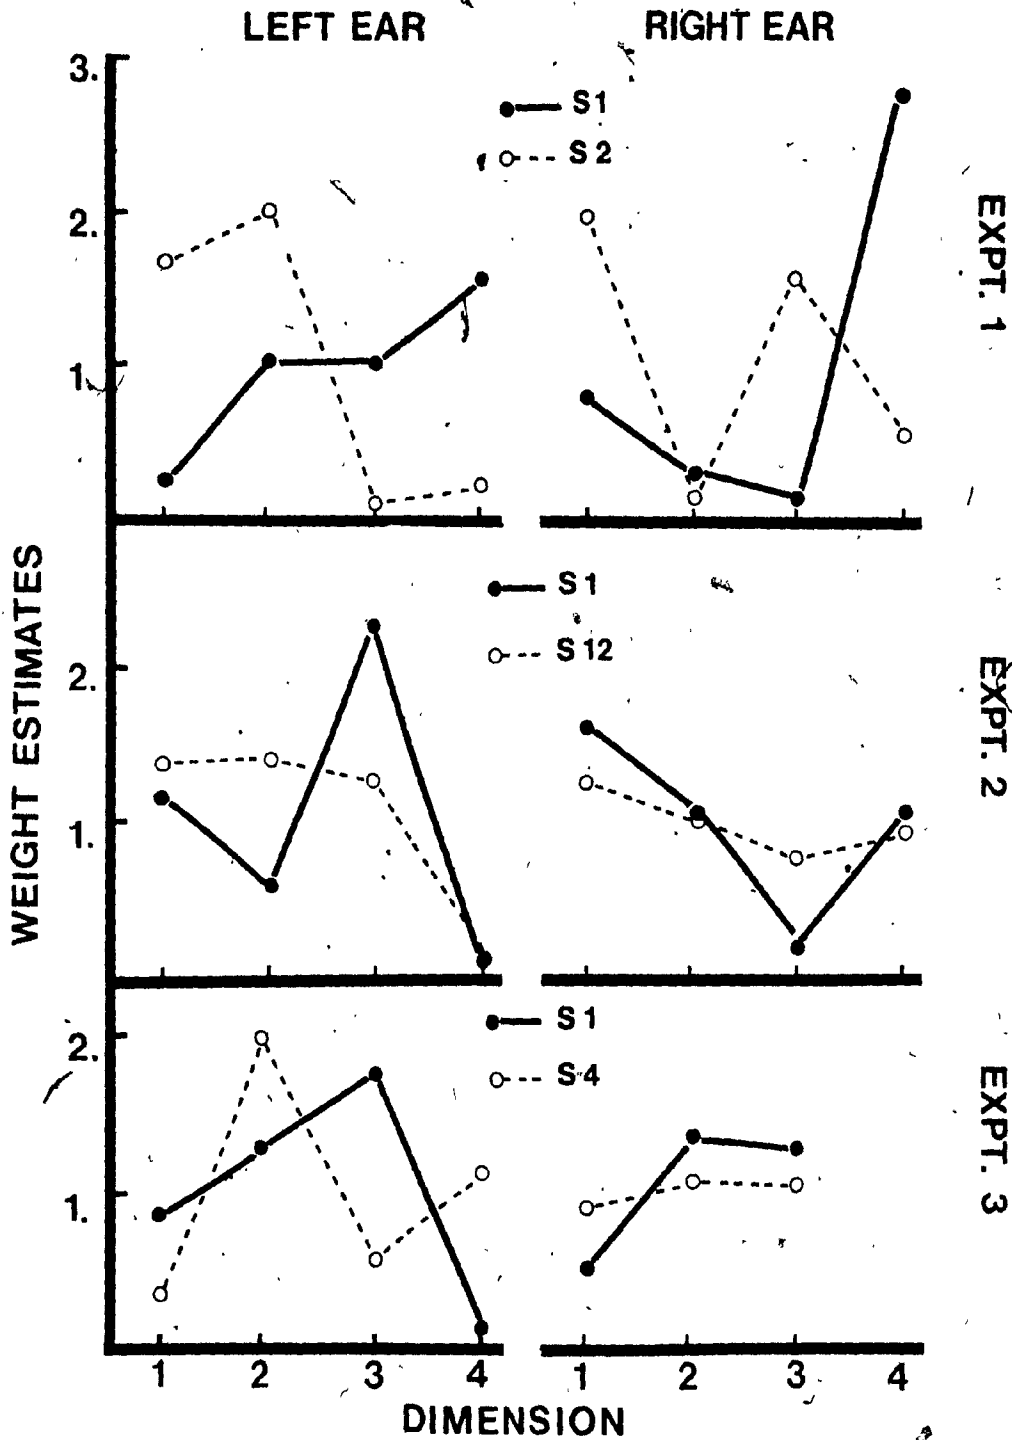 LEFT EAR
RIGHT EAR
3.
2.
1.
S1
S2
EXPT. 1
WEIGHT ESTIMATES
2.
1.
S1
S12
EXPT. 2
2.
1.
S1
S4
EXPT. 3
1 2 3 4
1 2 3 4
DIMENSION